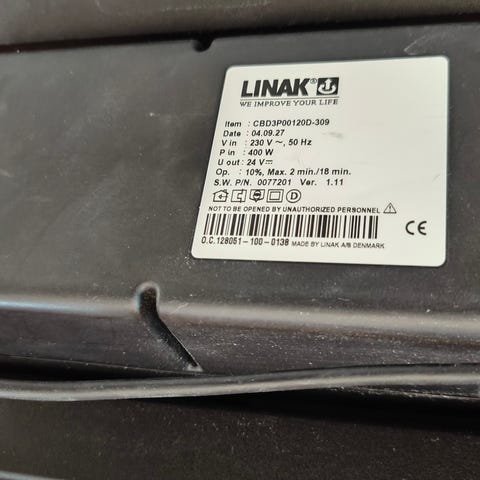 LINAK®
WE IMPROVE YOUR LIFE
Item : CBD3P00120D-309
Date : 04.09.27
V in : 230 V ~, 50 Hz
P in : 400 W
U out: 24 V⎓
Op. : 10%, Max. 2 min./18 min.
S.W. P/N: 0077201 Ver. 1.11
D
NOT TO BE OPENED BY UNAUTHORIZED PERSONNEL
CE
O.C.128051-100-0138 MADE BY LINAK A/S DENMARK